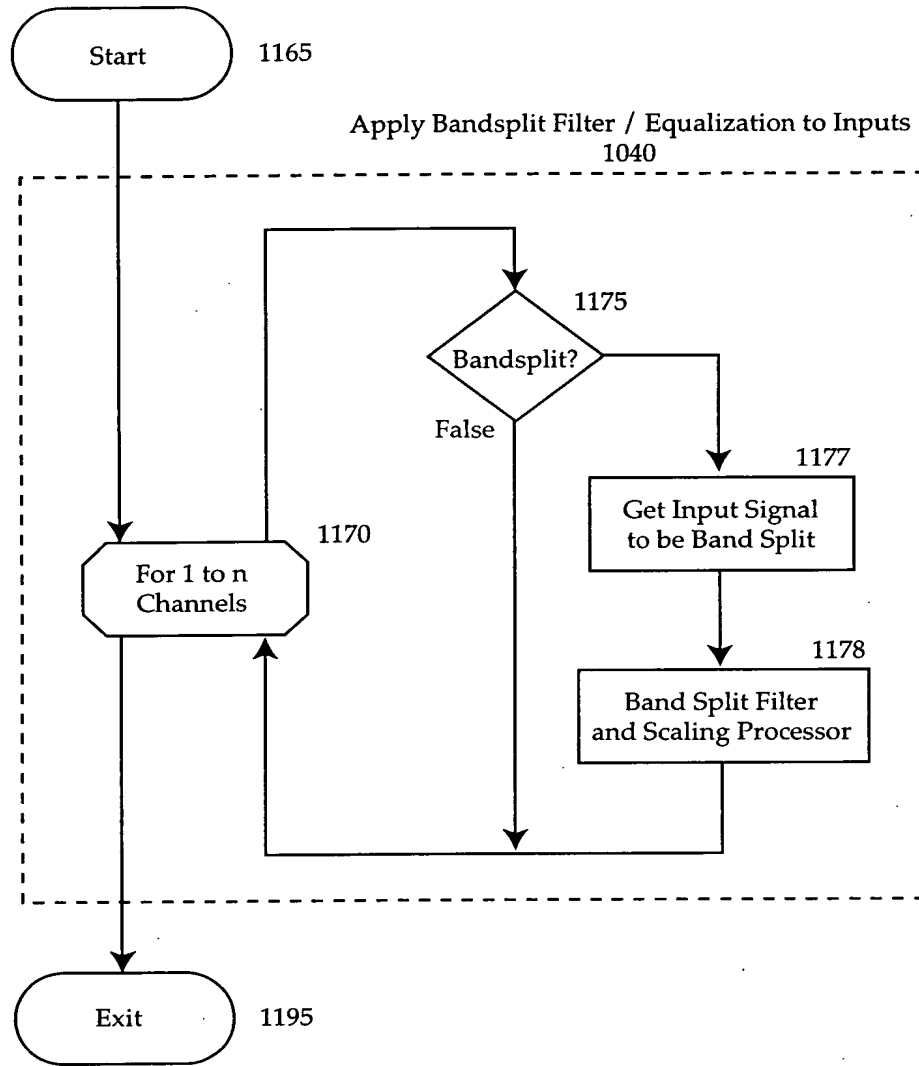 Start
1165
Apply Bandsplit Filter / Equalization to Inputs
1040
1175
Bandsplit?
False
1177
Get Input Signal
to be Band Split
1170
For 1 to n
Channels
1178
Band Split Filter
and Scaling Processor
Exit
1195